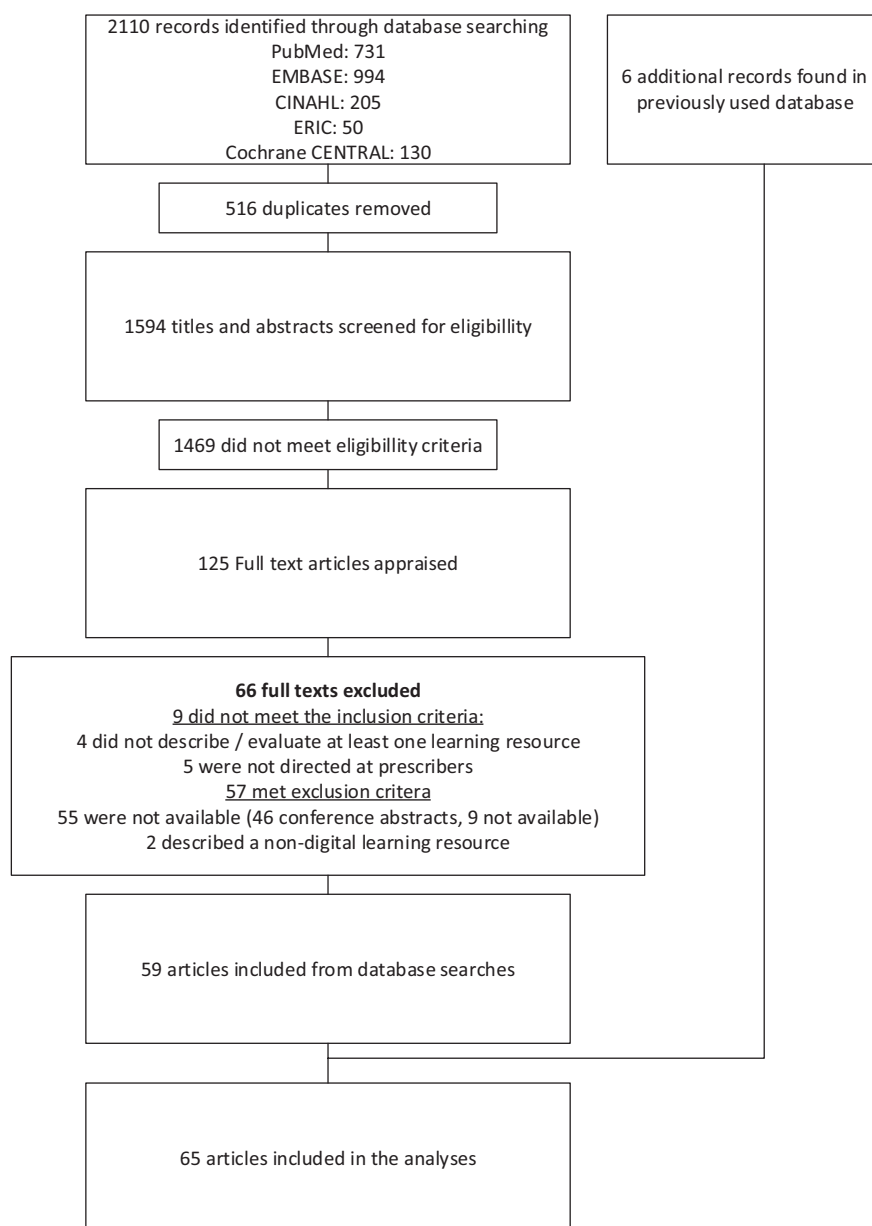 2110 records identified through database searching
PubMed: 731
EMBASE: 994
CINAHL: 205
ERIC: 50
Cochrane CENTRAL: 130
6 additional records found in
previously used database
516 duplicates removed
1594 titles and abstracts screened for eligibillity
1469 did not meet eligibillity criteria
125 Full text articles appraised
66 full texts excluded
9 did not meet the inclusion criteria:
4 did not describe / evaluate at least one learning resource
5 were not directed at prescribers
57 met exclusion critera
55 were not available (46 conference abstracts, 9 not available)
2 described a non-digital learning resource
59 articles included from database searches
65 articles included in the analyses